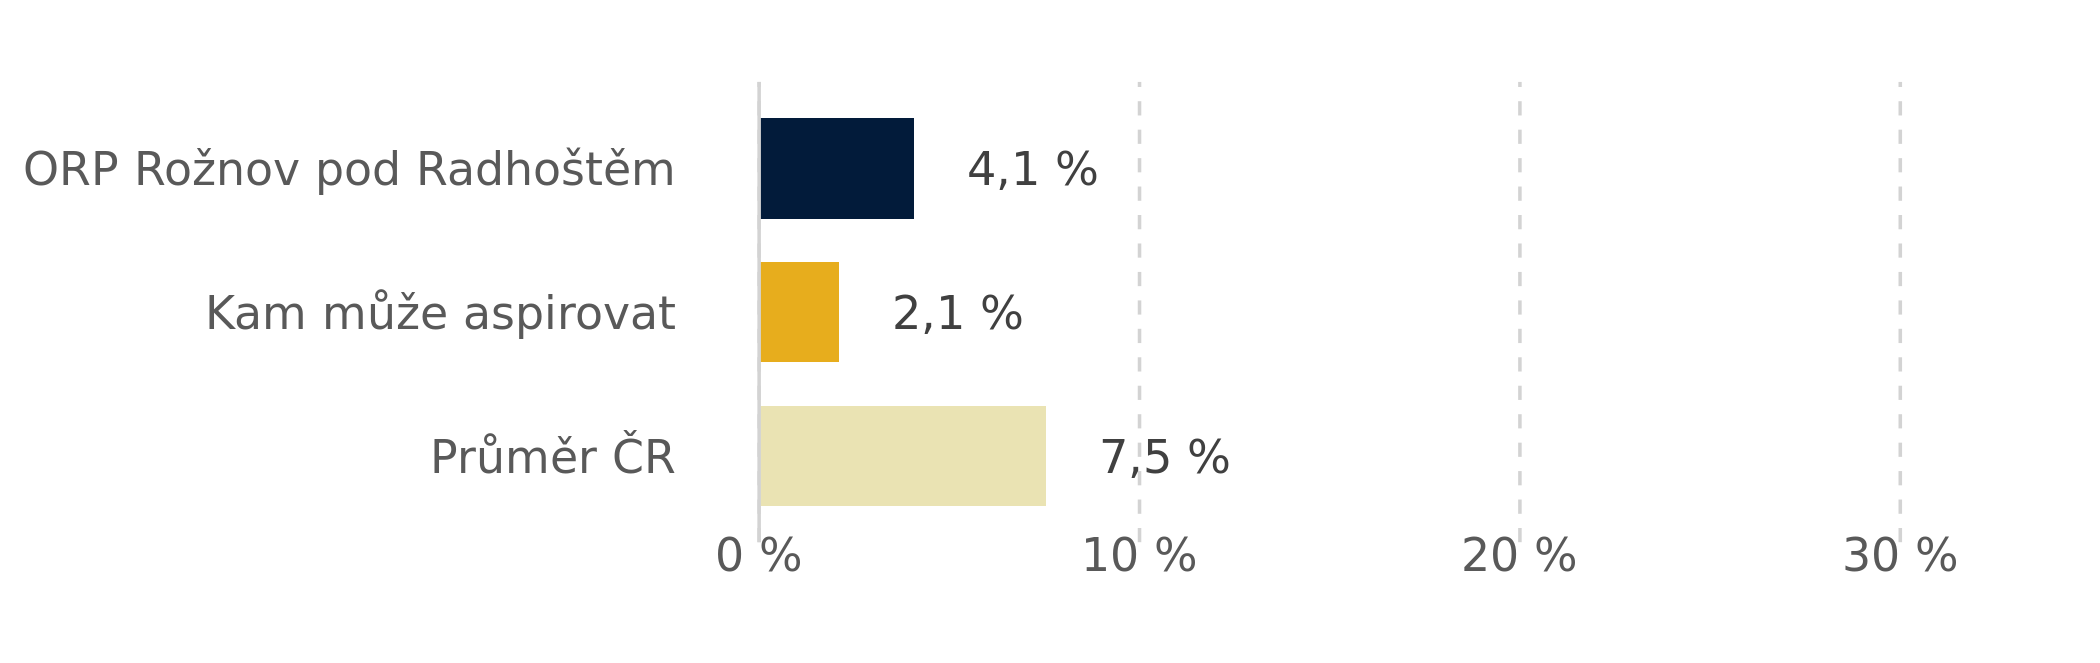 ORP Rožnov pod Radhoštěm 4,1 %
Kam může aspirovat 2,1 %
Průměr ČR 7,5 %
0 % 10 % 20 % 30 %